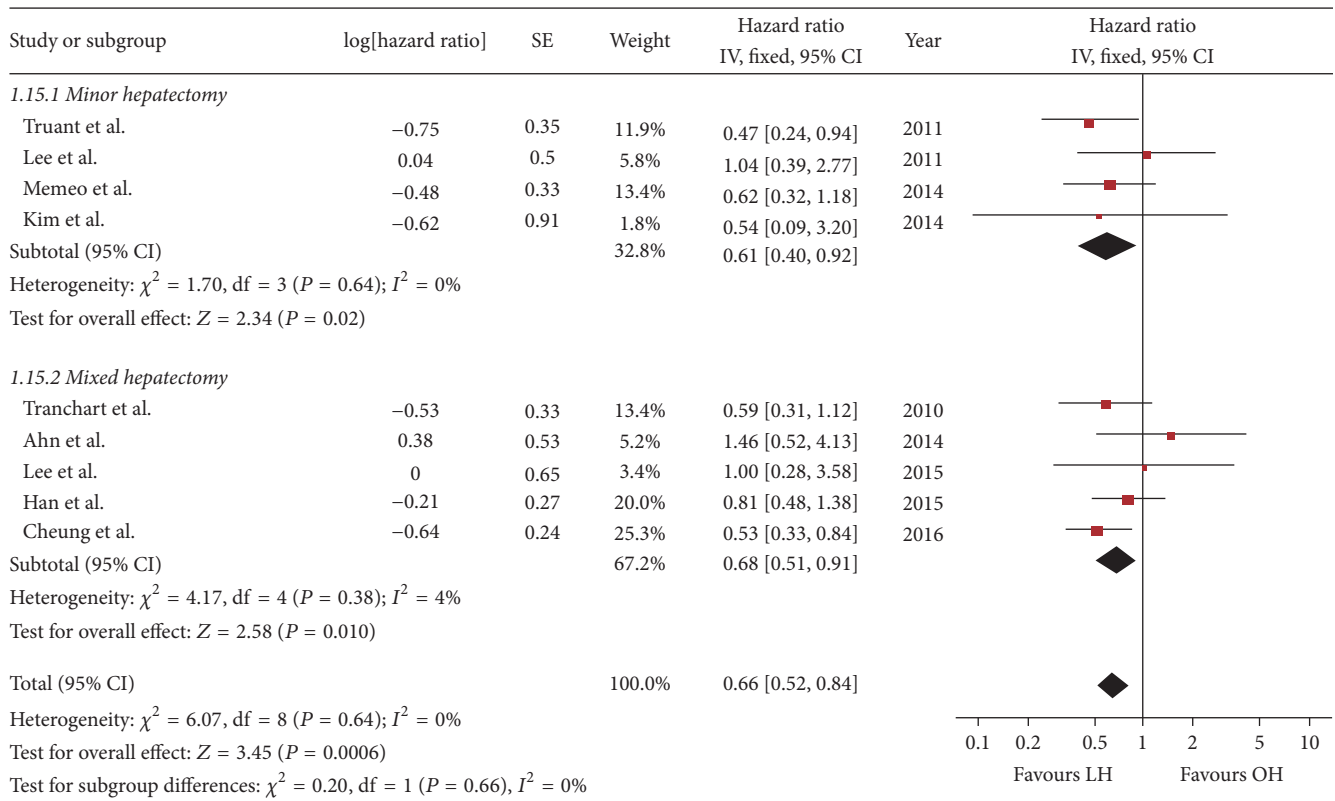 Study or subgroup log[hazard ratio] SE Weight Hazard ratio IV, fixed, 95% CI Year Hazard ratio IV, fixed, 95% CI
1.15.1 Minor hepatectomy
Truant et al. −0.75 0.35 11.9% 0.47 [0.24, 0.94] 2011
Lee et al. 0.04 0.5 5.8% 1.04 [0.39, 2.77] 2011
Memeo et al. −0.48 0.33 13.4% 0.62 [0.32, 1.18] 2014
Kim et al. −0.62 0.91 1.8% 0.54 [0.09, 3.20] 2014
Subtotal (95% CI) 32.8% 0.61 [0.40, 0.92]
Heterogeneity: χ² = 1.70, df = 3 (P = 0.64); I² = 0%
Test for overall effect: Z = 2.34 (P = 0.02)
1.15.2 Mixed hepatectomy
Tranchart et al. −0.53 0.33 13.4% 0.59 [0.31, 1.12] 2010
Ahn et al. 0.38 0.53 5.2% 1.46 [0.52, 4.13] 2014
Lee et al. 0 0.65 3.4% 1.00 [0.28, 3.58] 2015
Han et al. −0.21 0.27 20.0% 0.81 [0.48, 1.38] 2015
Cheung et al. −0.64 0.24 25.3% 0.53 [0.33, 0.84] 2016
Subtotal (95% CI) 67.2% 0.68 [0.51, 0.91]
Heterogeneity: χ² = 4.17, df = 4 (P = 0.38); I² = 4%
Test for overall effect: Z = 2.58 (P = 0.010)
Total (95% CI) 100.0% 0.66 [0.52, 0.84]
Heterogeneity: χ² = 6.07, df = 8 (P = 0.64); I² = 0%
Test for overall effect: Z = 3.45 (P = 0.0006)
Test for subgroup differences: χ² = 0.20, df = 1 (P = 0.66), I² = 0%
0.1 0.2 0.5 1 2 5 10
Favours LH Favours OH